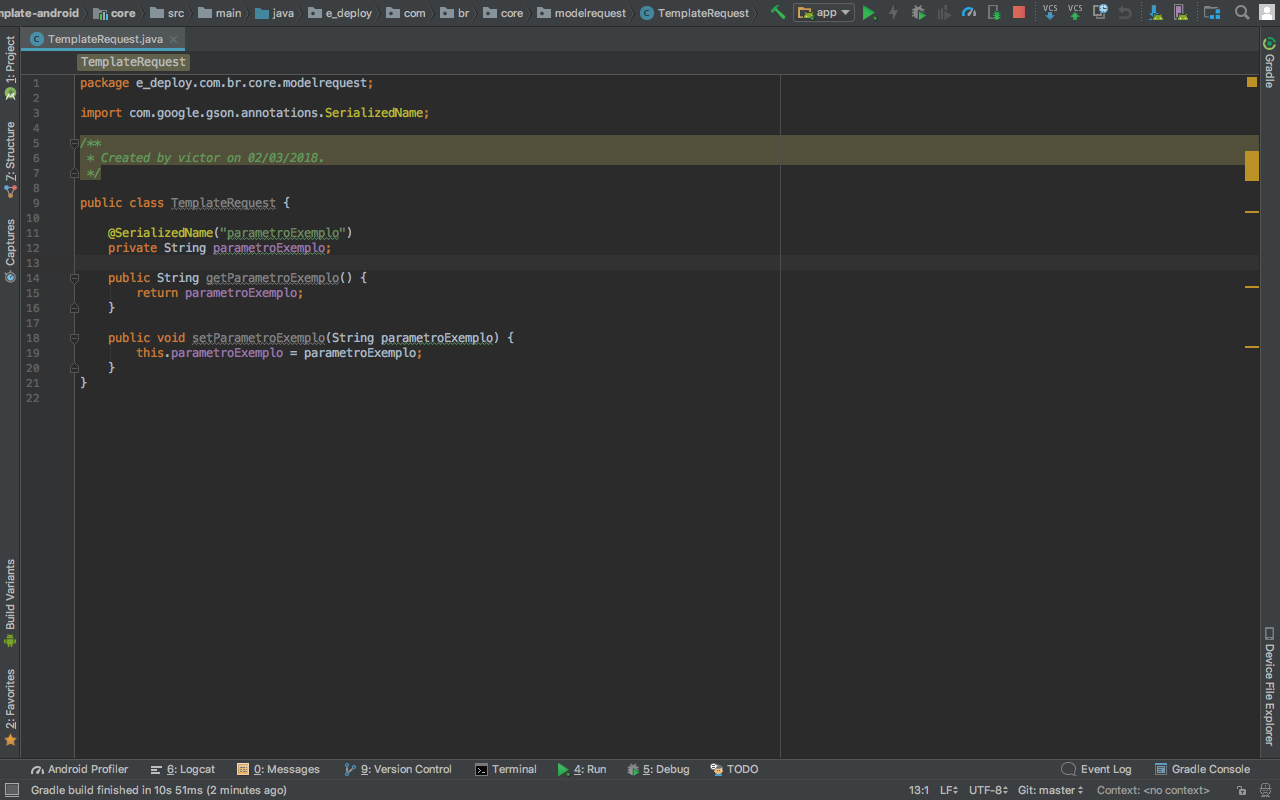 mplate-android core src main java e_deploy com br core modelrequest TemplateRequest app VCS VCS
TemplateRequest.java
TemplateRequest
1 package e_deploy.com.br.core.modelrequest;
2
3 import com.google.gson.annotations.SerializedName;
4
5 /**
6 * Created by victor on 02/03/2018.
7 */
8
9 public class TemplateRequest {
10
11 @SerializedName("parametroExemplo")
12 private String parametroExemplo;
13
14 public String getParametroExemplo() {
15 return parametroExemplo;
16 }
17
18 public void setParametroExemplo(String parametroExemplo) {
19 this.parametroExemplo = parametroExemplo;
20 }
21 }
22
1: Project
7: Structure
Captures
Build Variants
2: Favorites
Gradle
Device File Explorer
Android Profiler 6: Logcat 0: Messages 9: Version Control Terminal 4: Run 5: Debug TODO Event Log Gradle Console
Gradle build finished in 10s 51ms (2 minutes ago) 13:1 LF UTF-8 Git: master Context: <no context>